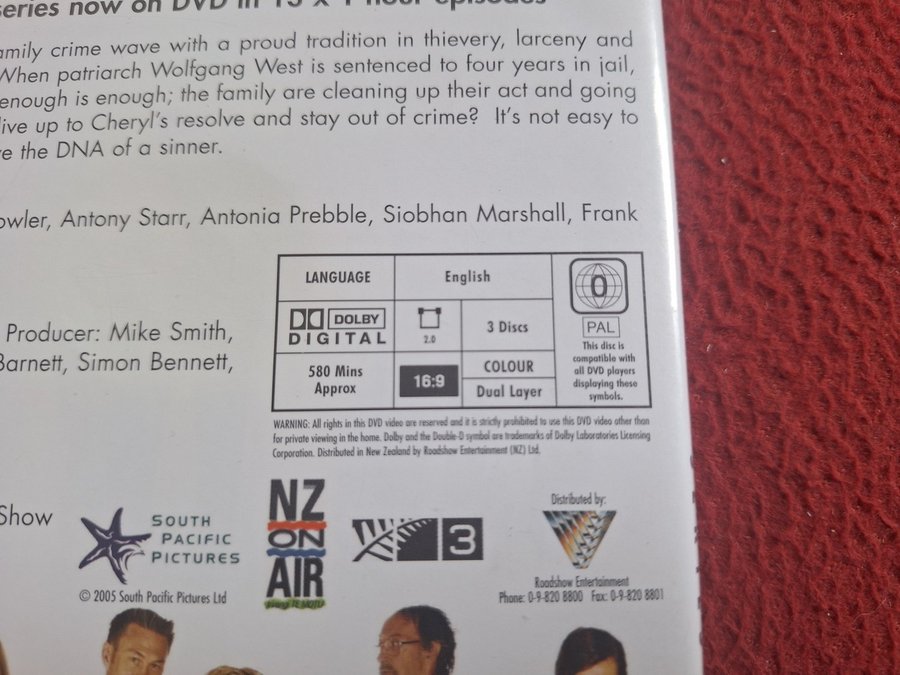 series now on DVD in 13 x 1 hour episodes
family crime wave with a proud tradition in thievery, larceny and
When patriarch Wolfgang West is sentenced to four years in jail,
enough is enough; the family are cleaning up their act and going
live up to Cheryl's resolve and stay out of crime? It's not easy to
the DNA of a sinner.
owler, Antony Starr, Antonia Prebble, Siobhan Marshall, Frank
Producer: Mike Smith,
Barnett, Simon Bennett,
LANGUAGE
English
0
DOLBY
DIGITAL
2.0
3 Discs
PAL
580 Mins
Approx
16:9
COLOUR
Dual Layer
This disc is
compatible with
all DVD players
displaying these
symbols.
WARNING: All rights in this DVD video are reserved and it is strictly prohibited to use this DVD video other than
for private viewing in the home. Dolby and the Double-D symbol are trademarks of Dolby Laboratories Licensing
Corporation. Distributed in New Zealand by Roadshow Entertainment (NZ) Ltd.
Show
SOUTH
PACIFIC
PICTURES
© 2005 South Pacific Pictures Ltd
NZ
ON
AIR
3
Distributed by:
Roadshow Entertainment
Phone: 0-9-820 8800 Fax: 0-9-820 8801